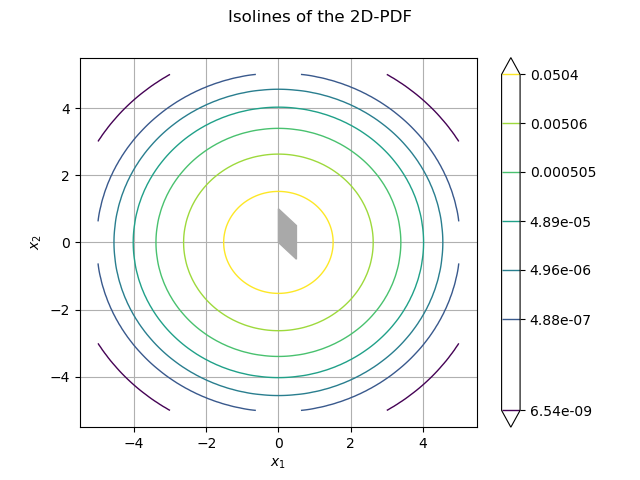 Isolines of the 2D-PDF
4
2
0
−2
−4
x₂
−4 −2 0 2 4
x₁
0.0504
0.00506
0.000505
4.89e-05
4.96e-06
4.88e-07
6.54e-09